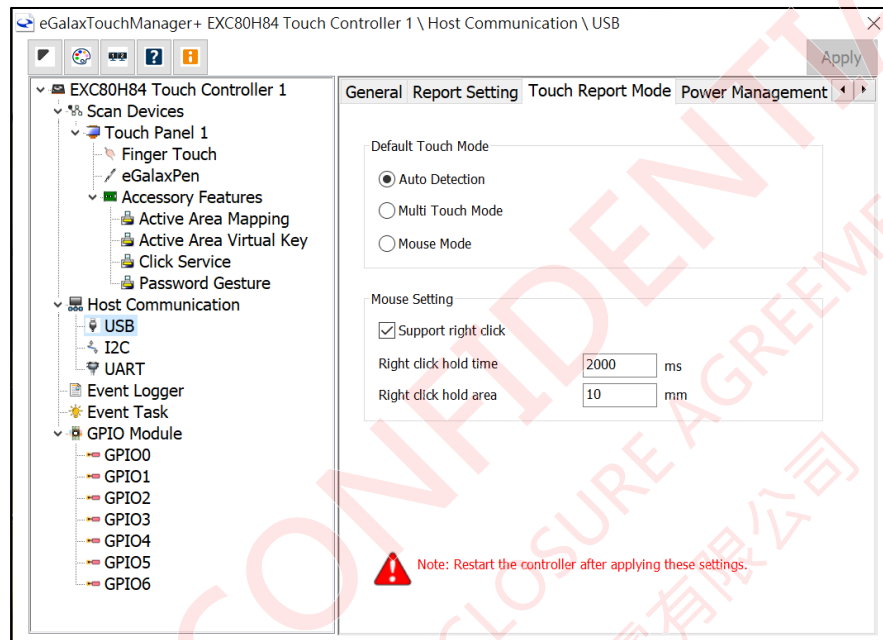 eGalaxTouchManager+ EXC80H84 Touch Controller 1 \ Host Communication \ USB
Apply
EXC80H84 Touch Controller 1
Scan Devices
Touch Panel 1
Finger Touch
eGalaxPen
Accessory Features
Active Area Mapping
Active Area Virtual Key
Click Service
Password Gesture
Host Communication
USB
I2C
UART
Event Logger
Event Task
GPIO Module
GPIO0
GPIO1
GPIO2
GPIO3
GPIO4
GPIO5
GPIO6
General Report Setting Touch Report Mode Power Management
Default Touch Mode
Auto Detection
Multi Touch Mode
Mouse Mode
Mouse Setting
Support right click
Right click hold time 2000 ms
Right click hold area 10 mm
Note: Restart the controller after applying these settings.
CONFIDENTI
CLOSURE AGREEME
有限公司